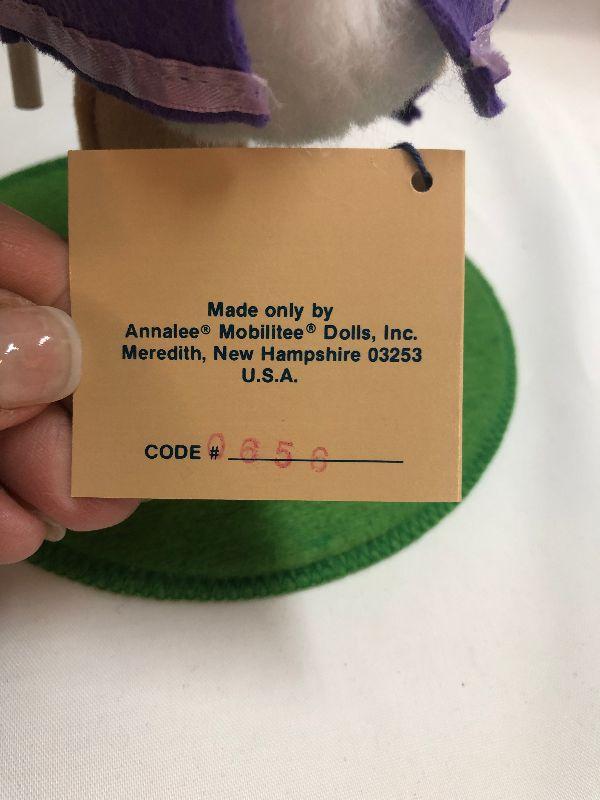 Made only by
Annalee® Mobilitee® Dolls, Inc.
Meredith, New Hampshire 03253
U.S.A.
CODE # 0656